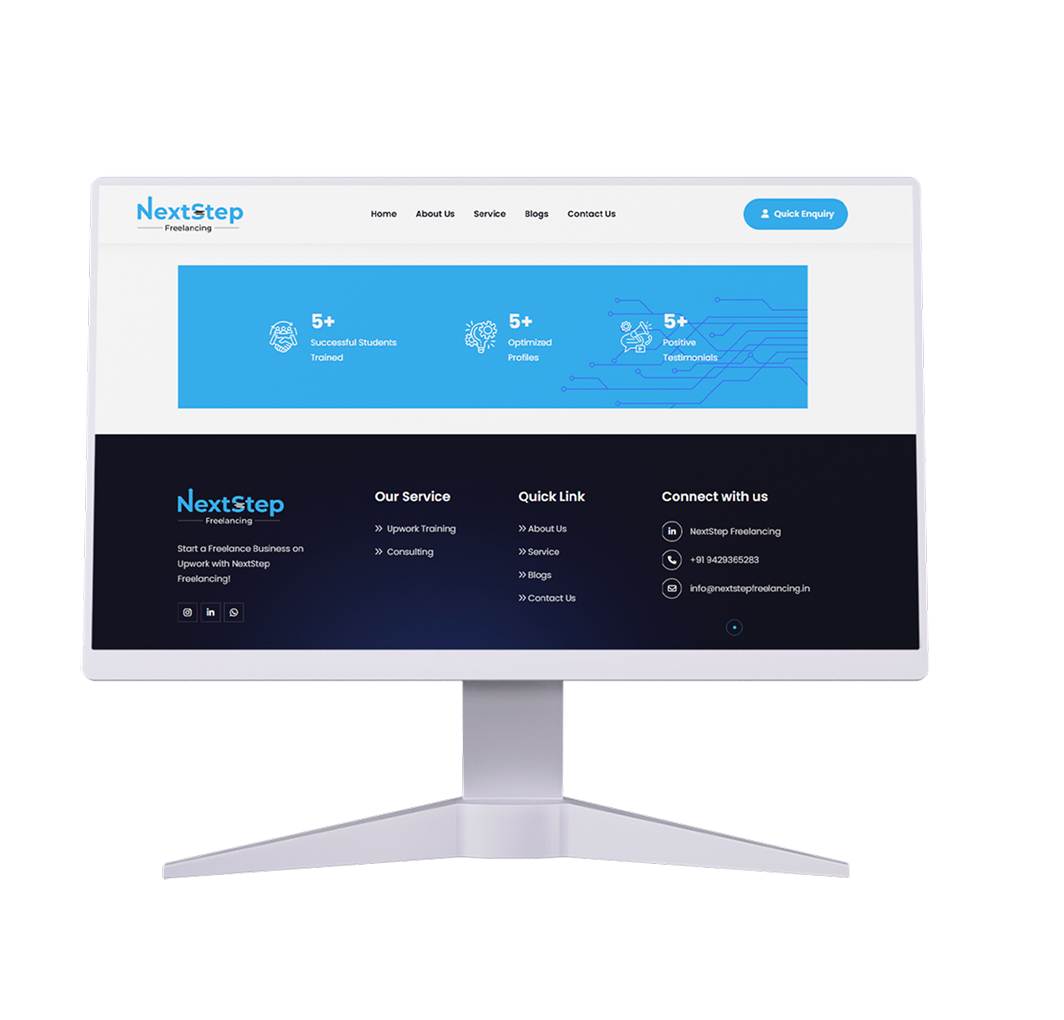 NextStep
Freelancing
Home About Us Service Blogs Contact Us
Quick Enquiry
5+
Successful Students
Trained
5+
Optimized
Profiles
5+
Positive
Testimonials
NextStep
Freelancing
Start a Freelance Business on
Upwork with NextStep
Freelancing!
Our Service
Upwork Training
Consulting
Quick Link
About Us
Service
Blogs
Contact Us
Connect with us
NextStep Freelancing
+91 9429365283
info@nextstepfreelancing.in